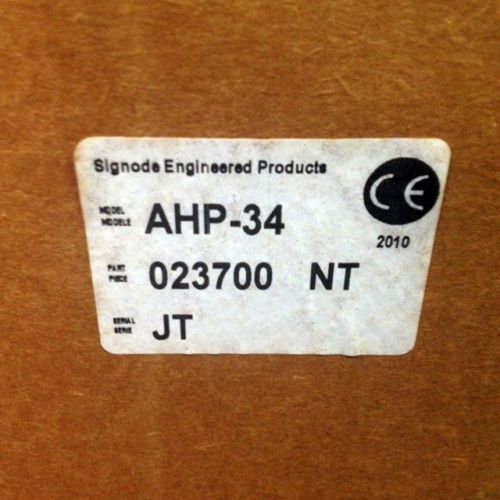 Signode Engineered Products
CE
2010
MODEL
MODELE
AHP-34
PART
PIECE
023700 NT
SERIAL
SERIE
JT